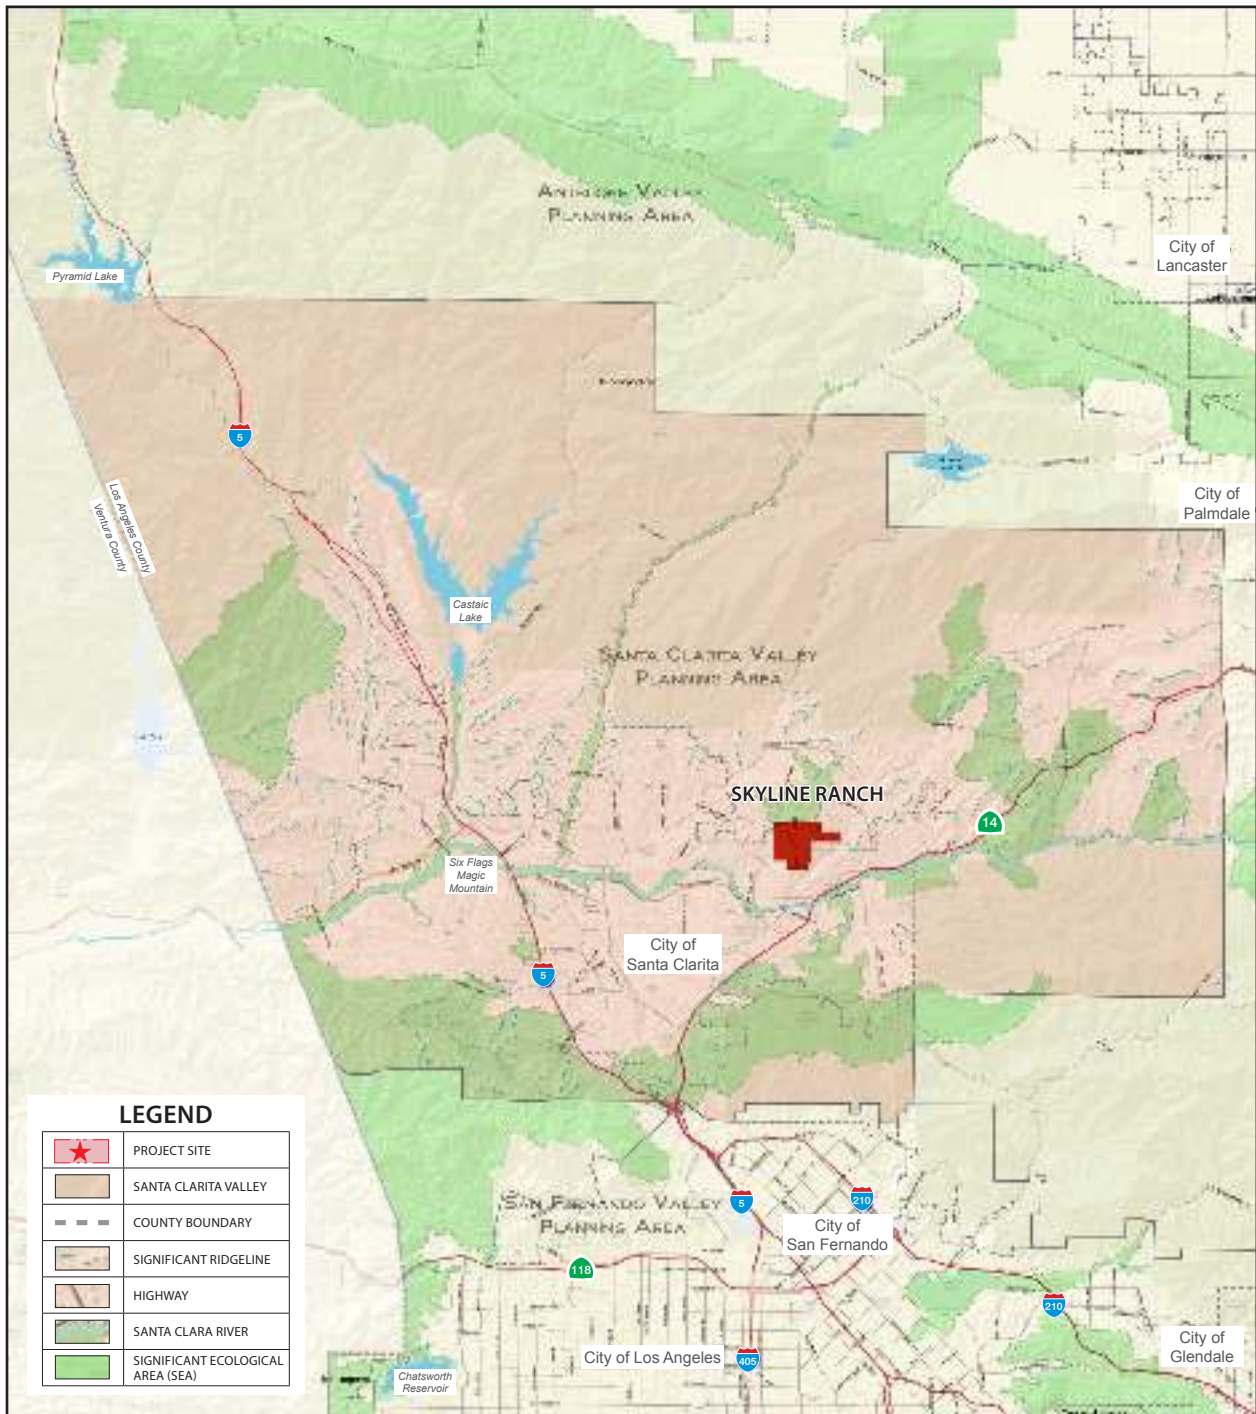 ANTELOPE VALLEY
PLANNING AREA
City of
Lancaster
Pyramid Lake
5
City of
Palmdale
Los Angeles County
Ventura County
Castaic
Lake
SANTA CLARITA VALLEY
PLANNING AREA
SKYLINE RANCH
14
Six Flags
Magic
Mountain
City of
Santa Clarita
5
LEGEND
PROJECT SITE
SANTA CLARITA VALLEY
COUNTY BOUNDARY
SIGNIFICANT RIDGELINE
HIGHWAY
SANTA CLARA RIVER
SIGNIFICANT ECOLOGICAL
AREA (SEA)
SAN FERNANDO VALLEY
PLANNING AREA
5
210
City of
San Fernando
118
210
City of Los Angeles
405
City of
Glendale
Chatsworth
Reservoir